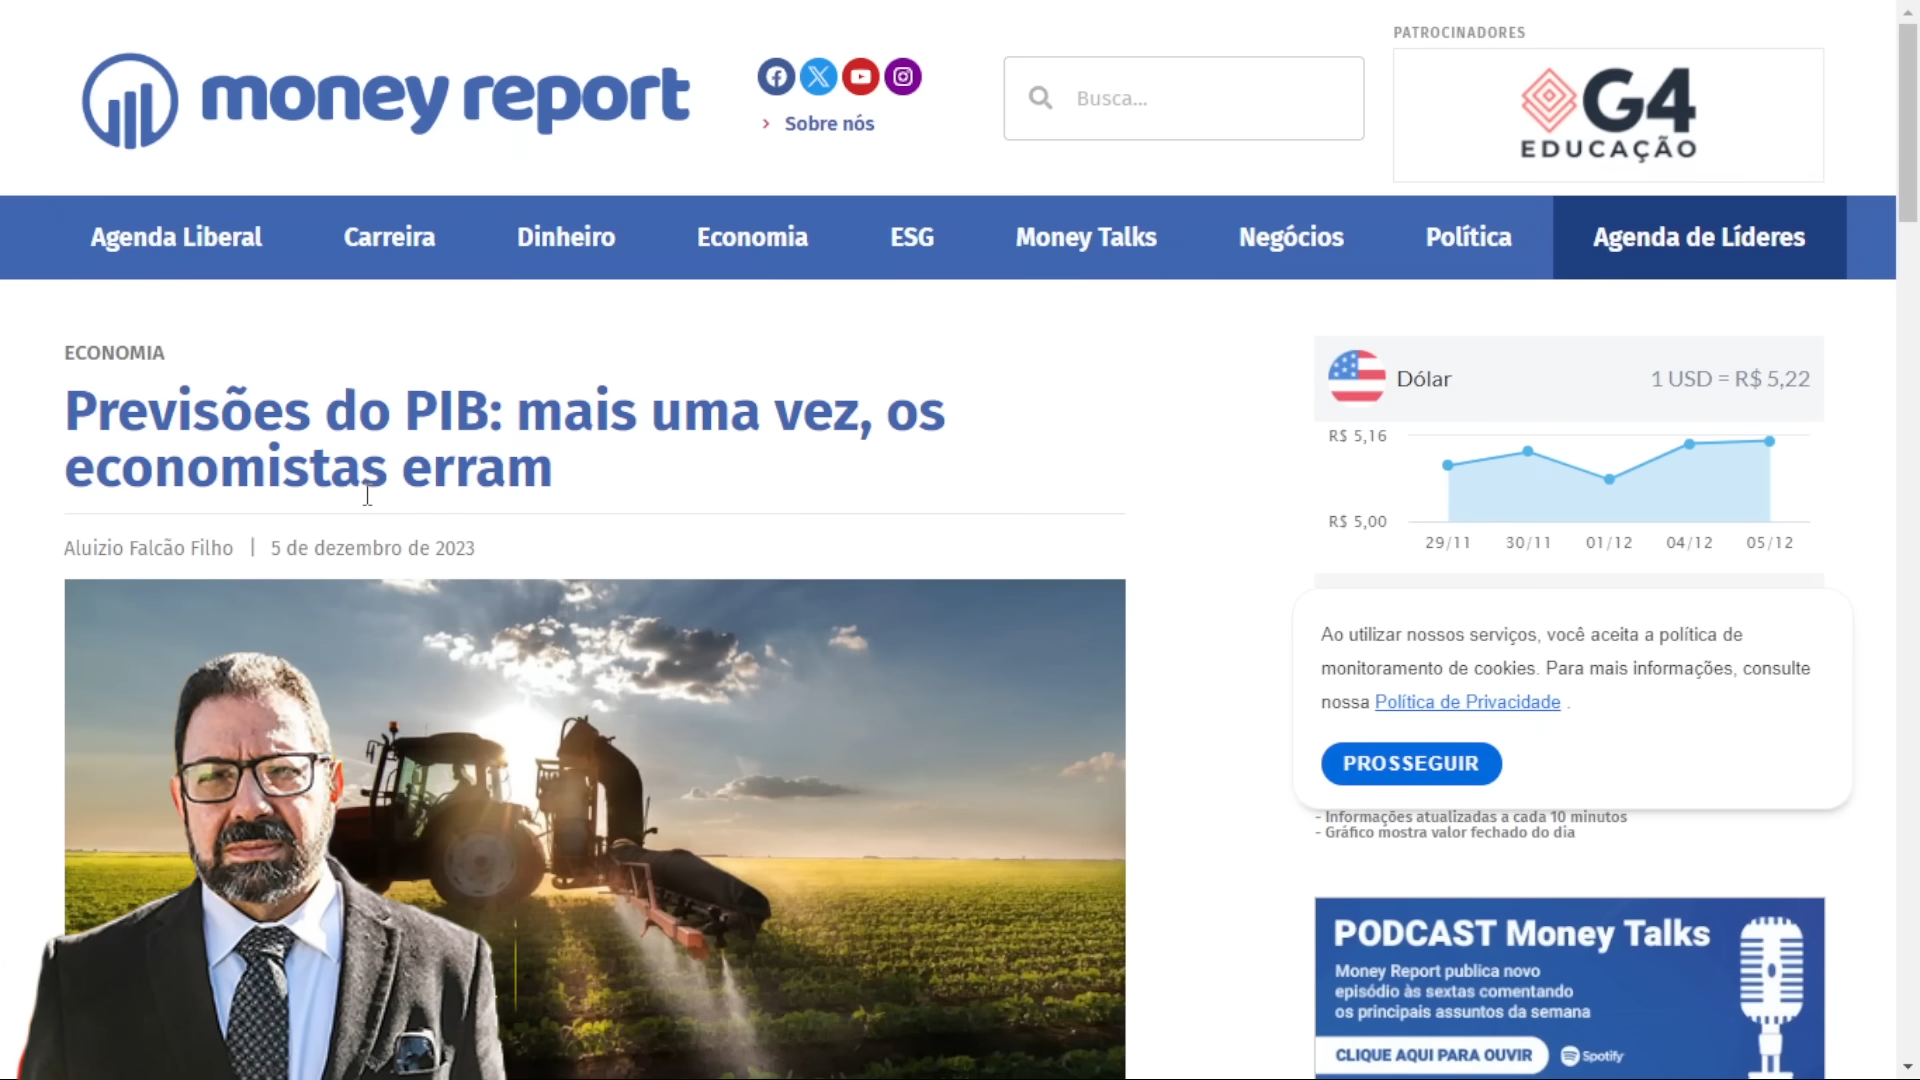 PATROCINADORES
money report
Sobre nós
Busca...
G4
EDUCAÇÃO
Agenda Liberal
Carreira
Dinheiro
Economia
ESG
Money Talks
Negócios
Política
Agenda de Líderes
ECONOMIA
Previsões do PIB: mais uma vez, os
economistas erram
Aluizio Falcão Filho | 5 de dezembro de 2023
Dólar
1 USD = R$ 5,22
R$ 5,16
R$ 5,00
29/11
30/11
01/12
04/12
05/12
Ao utilizar nossos serviços, você aceita a política de
monitoramento de cookies. Para mais informações, consulte
nossa Política de Privacidade .
PROSSEGUIR
- Informações atualizadas a cada 10 minutos
- Gráfico mostra valor fechado do dia
PODCAST Money Talks
Money Report publica novo
episódio às sextas comentando
os principais assuntos da semana
CLIQUE AQUI PARA OUVIR
Spotify